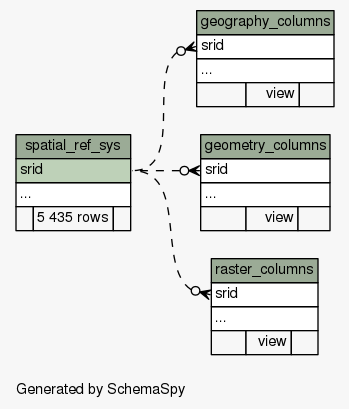 geography_columns
srid
...
view
spatial_ref_sys
srid
...
5 435 rows
geometry_columns
srid
...
view
raster_columns
srid
...
view
Generated by SchemaSpy